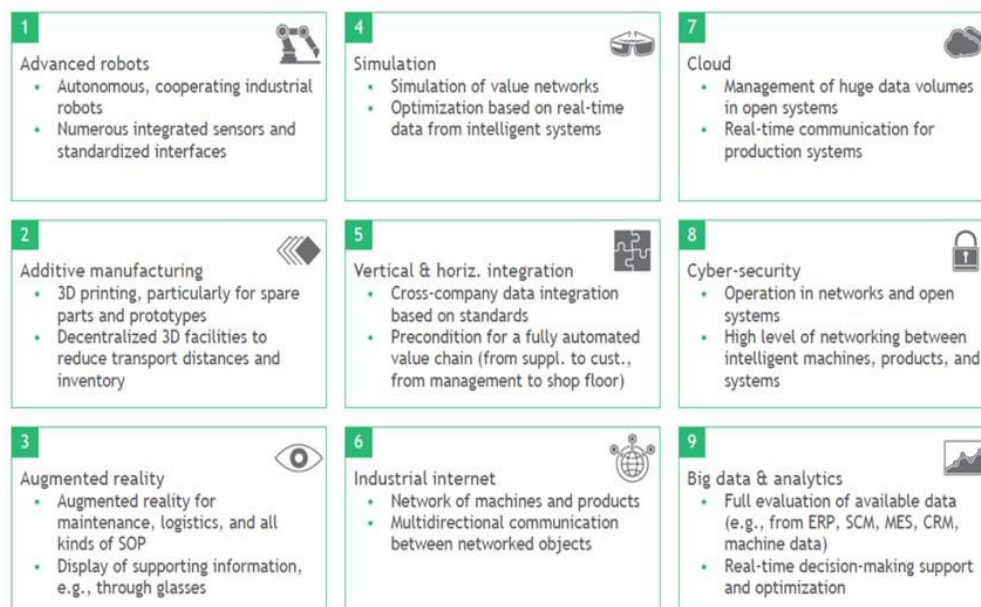 1
Advanced robots
• Autonomous, cooperating industrial
robots
• Numerous integrated sensors and
standardized interfaces
2
Additive manufacturing
• 3D printing, particularly for spare
parts and prototypes
• Decentralized 3D facilities to
reduce transport distances and
inventory
3
Augmented reality
• Augmented reality for
maintenance, logistics, and all
kinds of SOP
• Display of supporting information,
e.g., through glasses
4
Simulation
• Simulation of value networks
• Optimization based on real-time
data from intelligent systems
5
Vertical & horiz. integration
• Cross-company data integration
based on standards
• Precondition for a fully automated
value chain (from suppl. to cust.,
from management to shop floor)
6
Industrial internet
• Network of machines and products
• Multidirectional communication
between networked objects
7
Cloud
• Management of huge data volumes
in open systems
• Real-time communication for
production systems
8
Cyber-security
• Operation in networks and open
systems
• High level of networking between
intelligent machines, products, and
systems
9
Big data & analytics
• Full evaluation of available data
(e.g., from ERP, SCM, MES, CRM,
machine data)
• Real-time decision-making support
and optimization